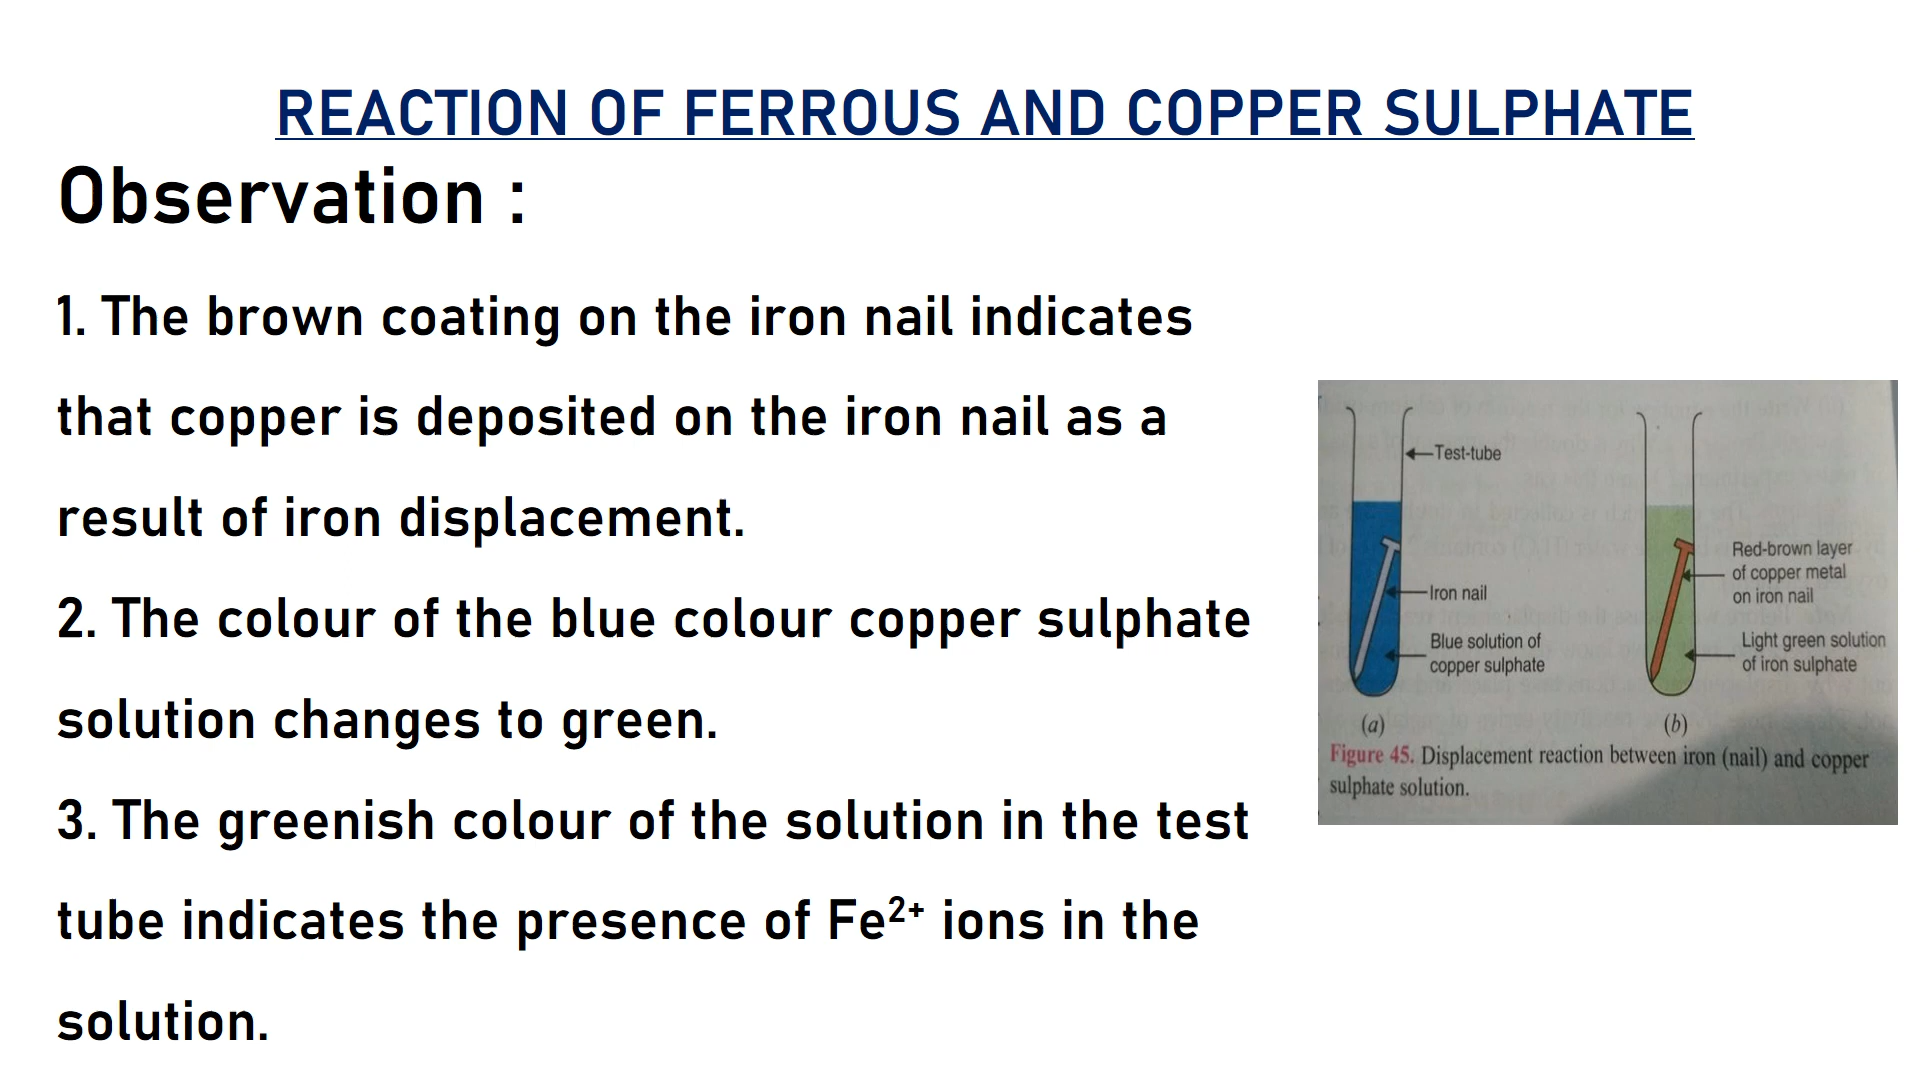 REACTION OF FERROUS AND COPPER SULPHATE
Observation :
1. The brown coating on the iron nail indicates
that copper is deposited on the iron nail as a
result of iron displacement.
2. The colour of the blue colour copper sulphate
solution changes to green.
3. The greenish colour of the solution in the test
tube indicates the presence of Fe²⁺ ions in the
solution.
Test-tube
Iron nail
Blue solution of
copper sulphate
(a)
Red-brown layer
of copper metal
on iron nail
Light green solution
of iron sulphate
(b)
Figure 45. Displacement reaction between iron (nail) and copper
sulphate solution.